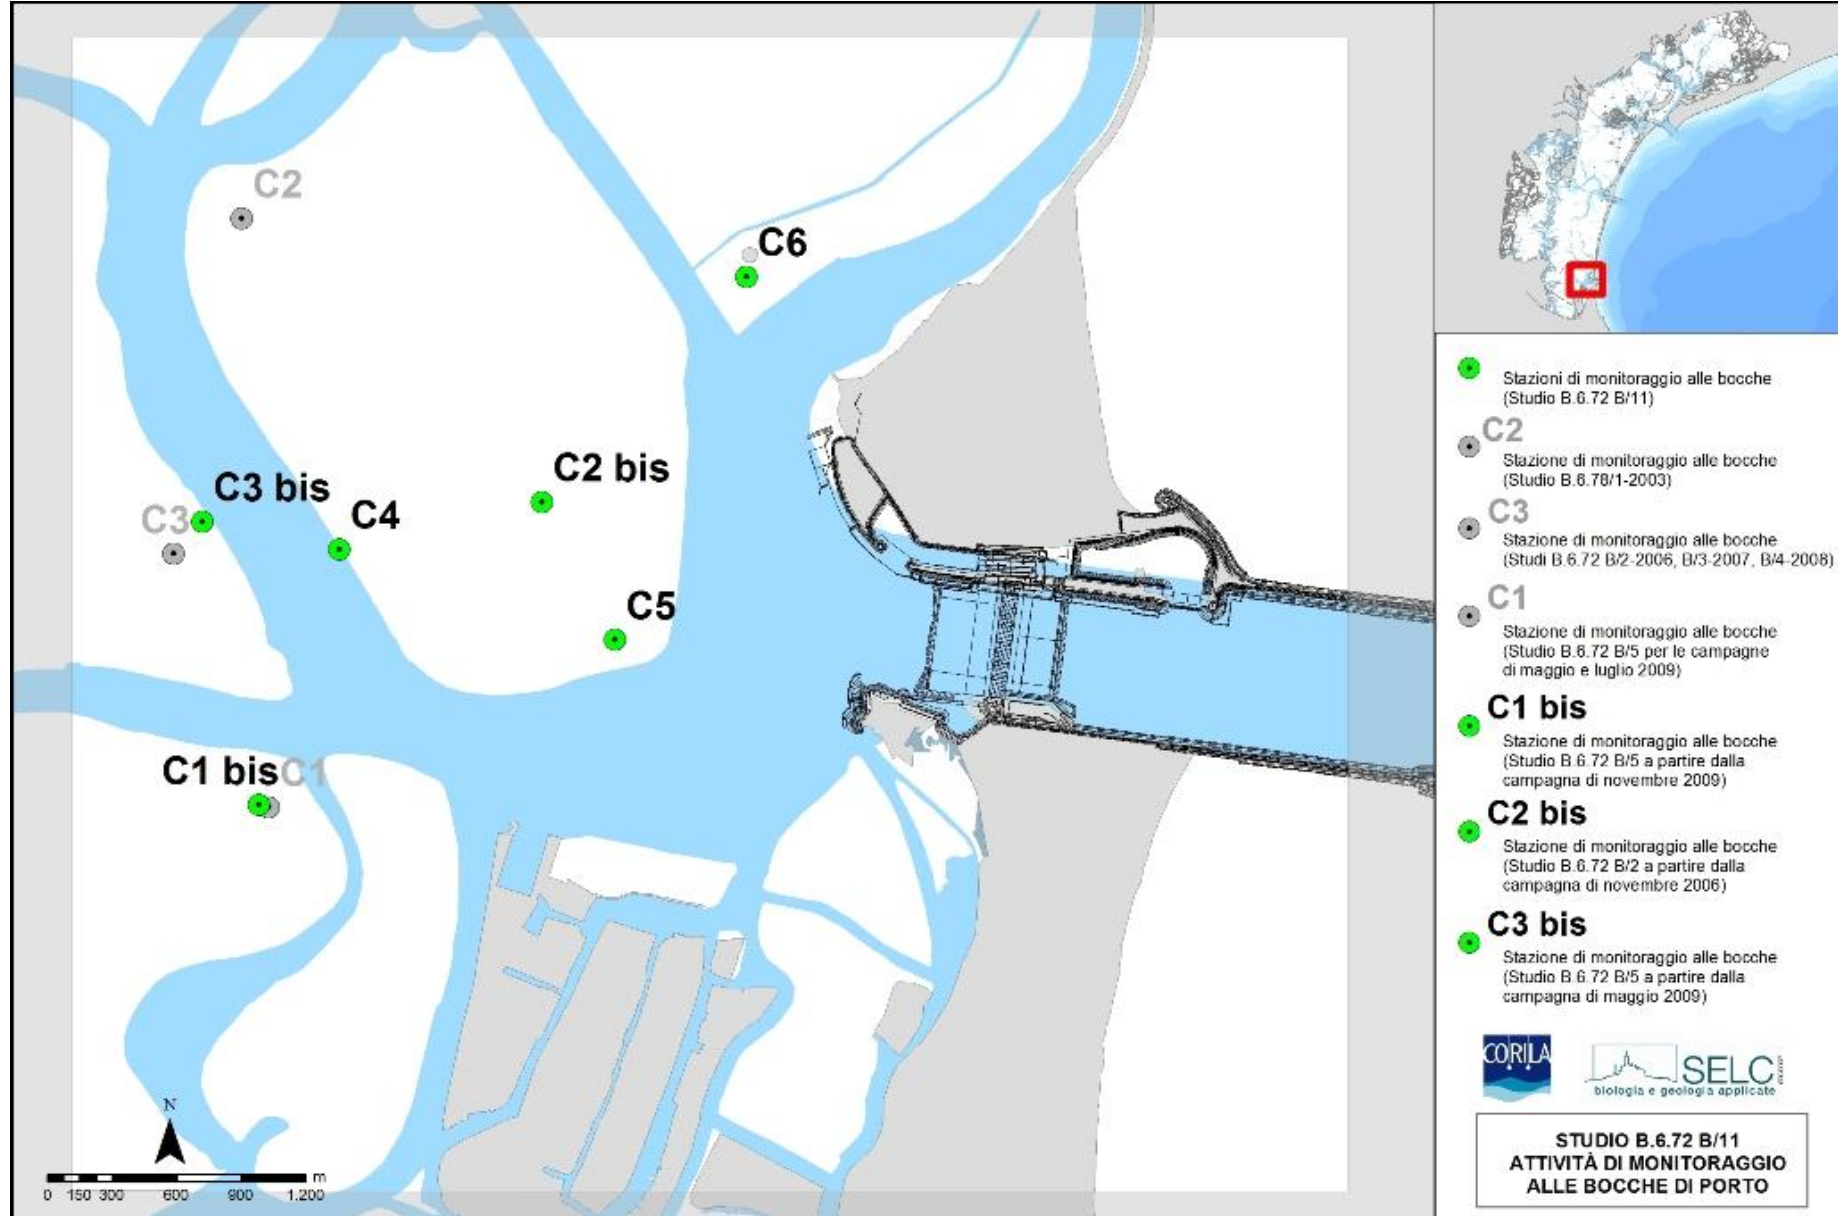 C2
C6
C2 bis
C3 bis
C3
C4
C5
C1 bis
C1
N
m
0 150 300 600 900 1.200
Stazioni di monitoraggio alle bocche
(Studio B.6.72 B/11)
C2
Stazione di monitoraggio alle bocche
(Studio B.6.78/1-2003)
C3
Stazione di monitoraggio alle bocche
(Studi B.6.72 B/2-2006, B/3-2007, B/4-2008)
C1
Stazione di monitoraggio alle bocche
(Studio B.6.72 B/5 per le campagne
di maggio e luglio 2009)
C1 bis
Stazione di monitoraggio alle bocche
(Studio B.6.72 B/5 a partire dalla
campagna di novembre 2009)
C2 bis
Stazione di monitoraggio alle bocche
(Studio B.6.72 B/2 a partire dalla
campagna di novembre 2006)
C3 bis
Stazione di monitoraggio alle bocche
(Studio B.6.72 B/5 a partire dalla
campagna di maggio 2009)
CORILA
SELC
biologia e geologia applicate
STUDIO B.6.72 B/11
ATTIVITÀ DI MONITORAGGIO
ALLE BOCCHE DI PORTO